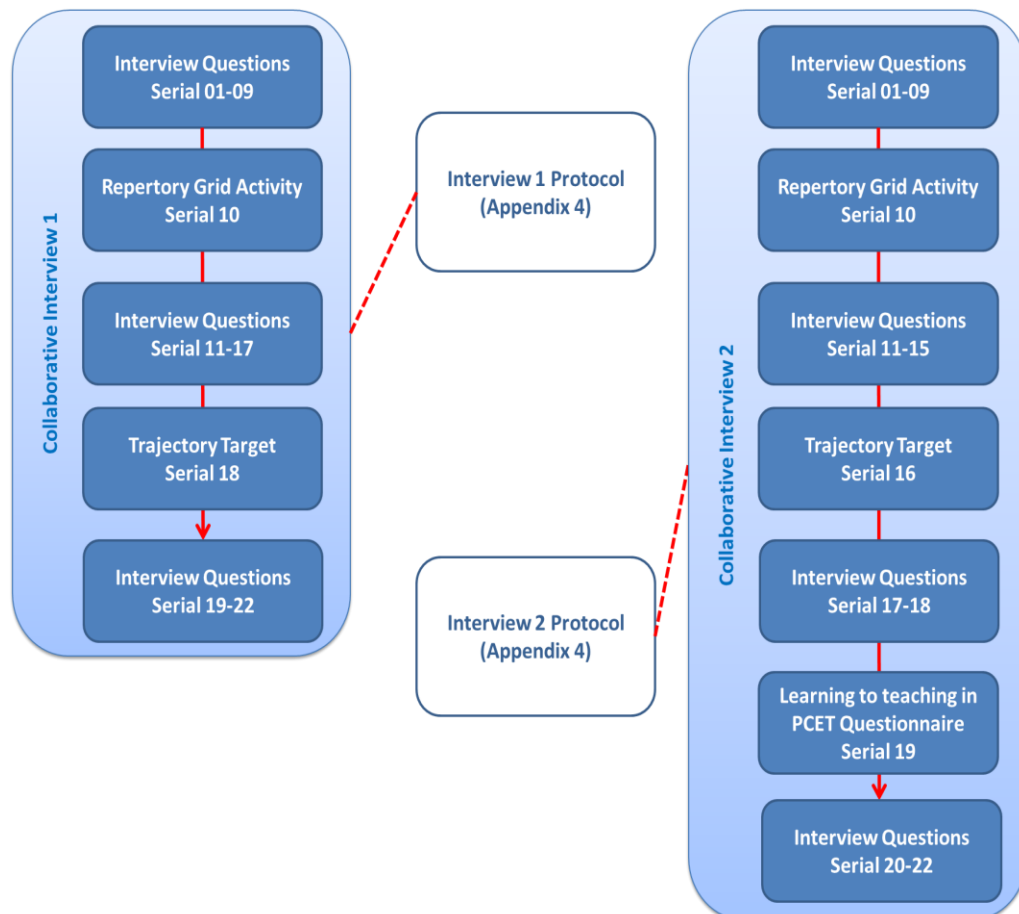 Collaborative Interview 1
Interview Questions
Serial 01-09
Repertory Grid Activity
Serial 10
Interview Questions
Serial 11-17
Trajectory Target
Serial 18
Interview Questions
Serial 19-22
Interview 1 Protocol
(Appendix 4)
Interview 2 Protocol
(Appendix 4)
Collaborative Interview 2
Interview Questions
Serial 01-09
Repertory Grid Activity
Serial 10
Interview Questions
Serial 11-15
Trajectory Target
Serial 16
Interview Questions
Serial 17-18
Learning to teaching in
PCET Questionnaire
Serial 19
Interview Questions
Serial 20-22